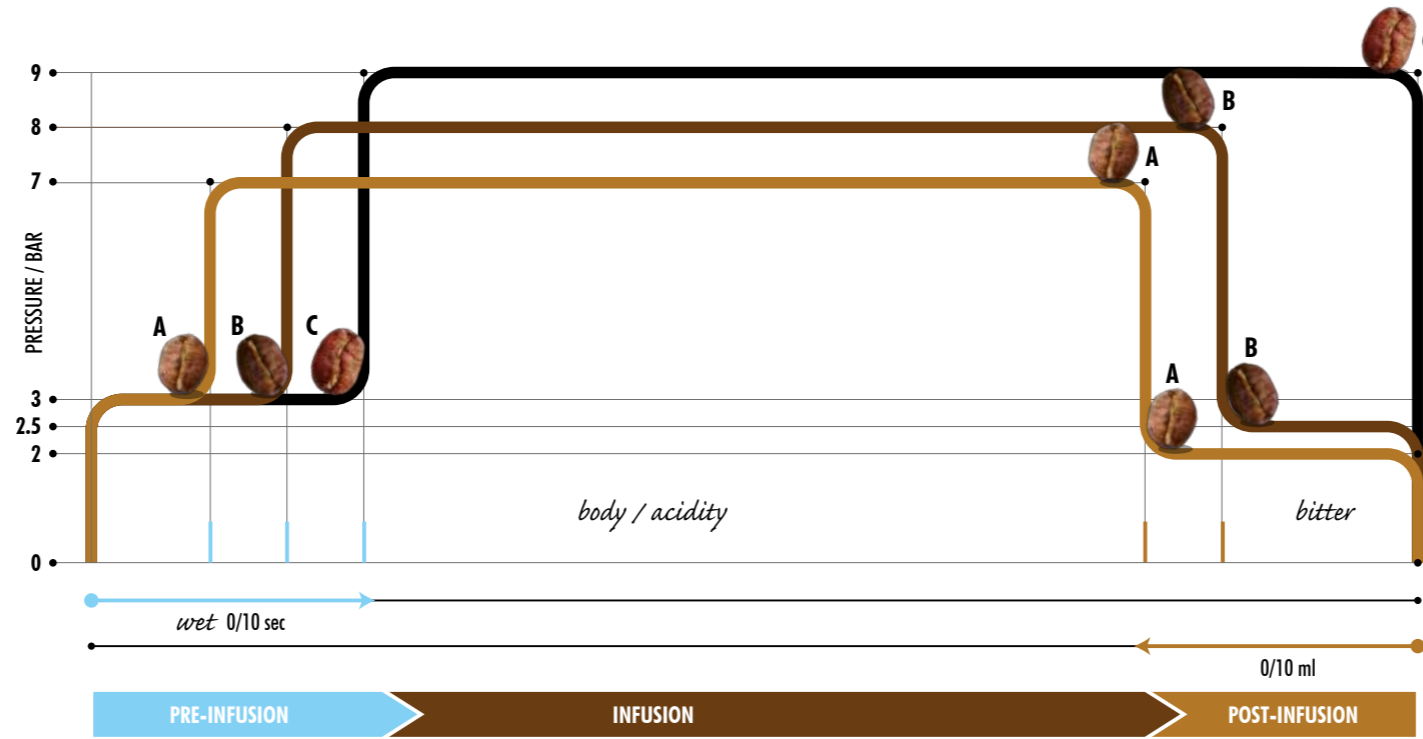 9
8
7
3
2.5
2
0
PRESSURE / BAR
A
B
C
A
B
A
B
body / acidity
bitter
wet 0/10 sec
0/10 ml
PRE-INFUSION
INFUSION
POST-INFUSION